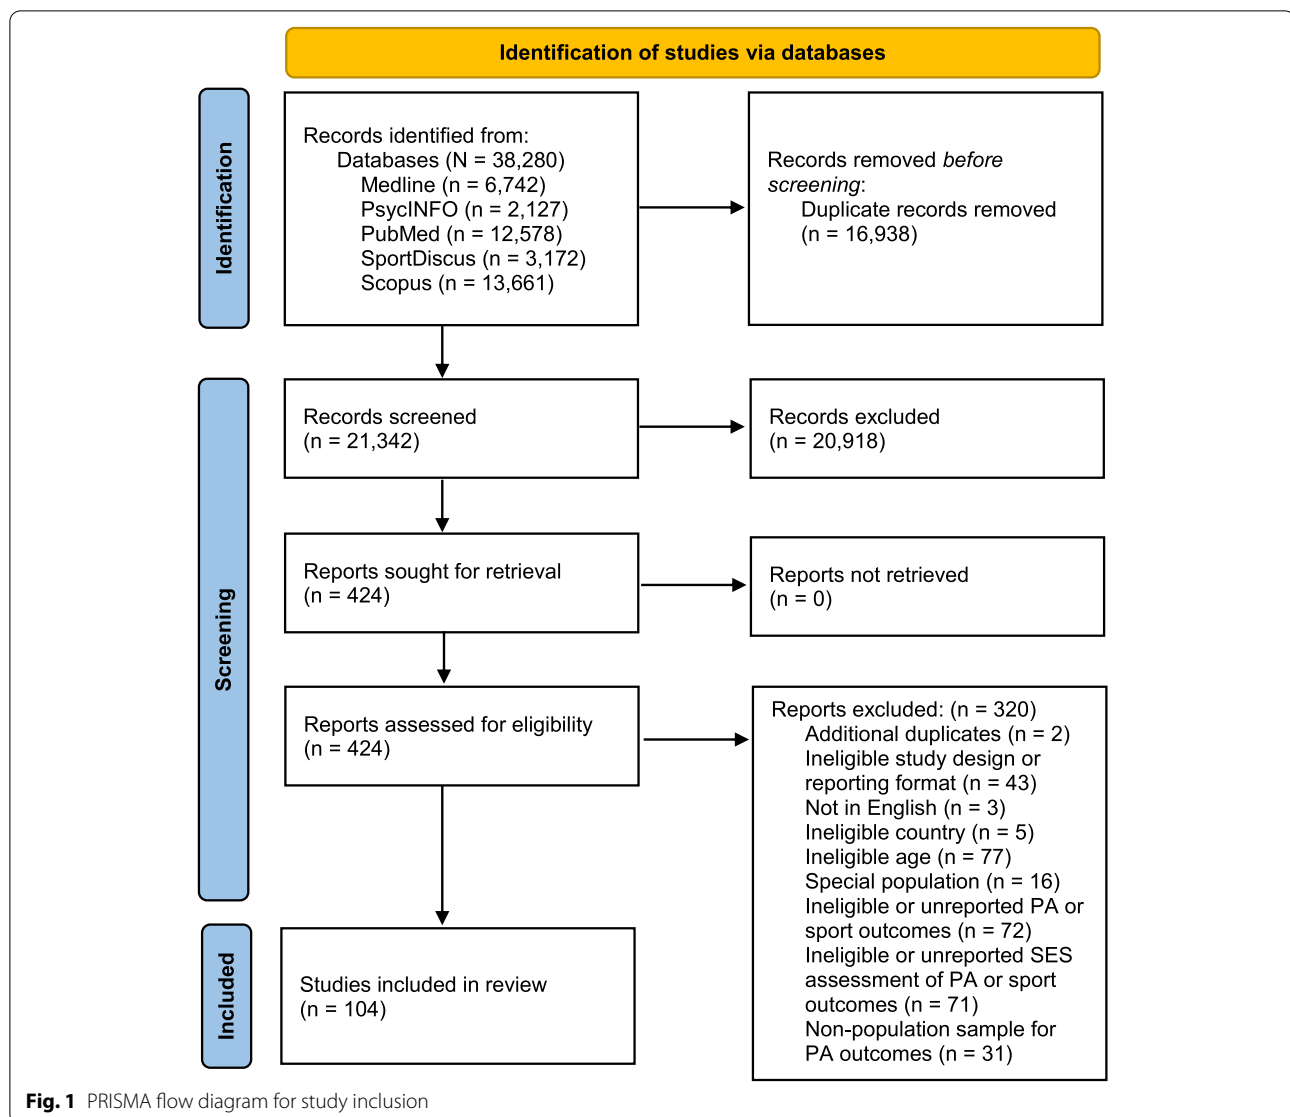 Identification of studies via databases
Identification
Records identified from:
Databases (N = 38,280)
Medline (n = 6,742)
PsycINFO (n = 2,127)
PubMed (n = 12,578)
SportDiscus (n = 3,172)
Scopus (n = 13,661)
Records removed before
screening:
Duplicate records removed
(n = 16,938)
Screening
Records screened
(n = 21,342)
Records excluded
(n = 20,918)
Reports sought for retrieval
(n = 424)
Reports not retrieved
(n = 0)
Reports assessed for eligibility
(n = 424)
Reports excluded: (n = 320)
Additional duplicates (n = 2)
Ineligible study design or
reporting format (n = 43)
Not in English (n = 3)
Ineligible country (n = 5)
Ineligible age (n = 77)
Special population (n = 16)
Ineligible or unreported PA or
sport outcomes (n = 72)
Ineligible or unreported SES
assessment of PA or sport
outcomes (n = 71)
Non-population sample for
PA outcomes (n = 31)
Included
Studies included in review
(n = 104)
Fig. 1 PRISMA flow diagram for study inclusion